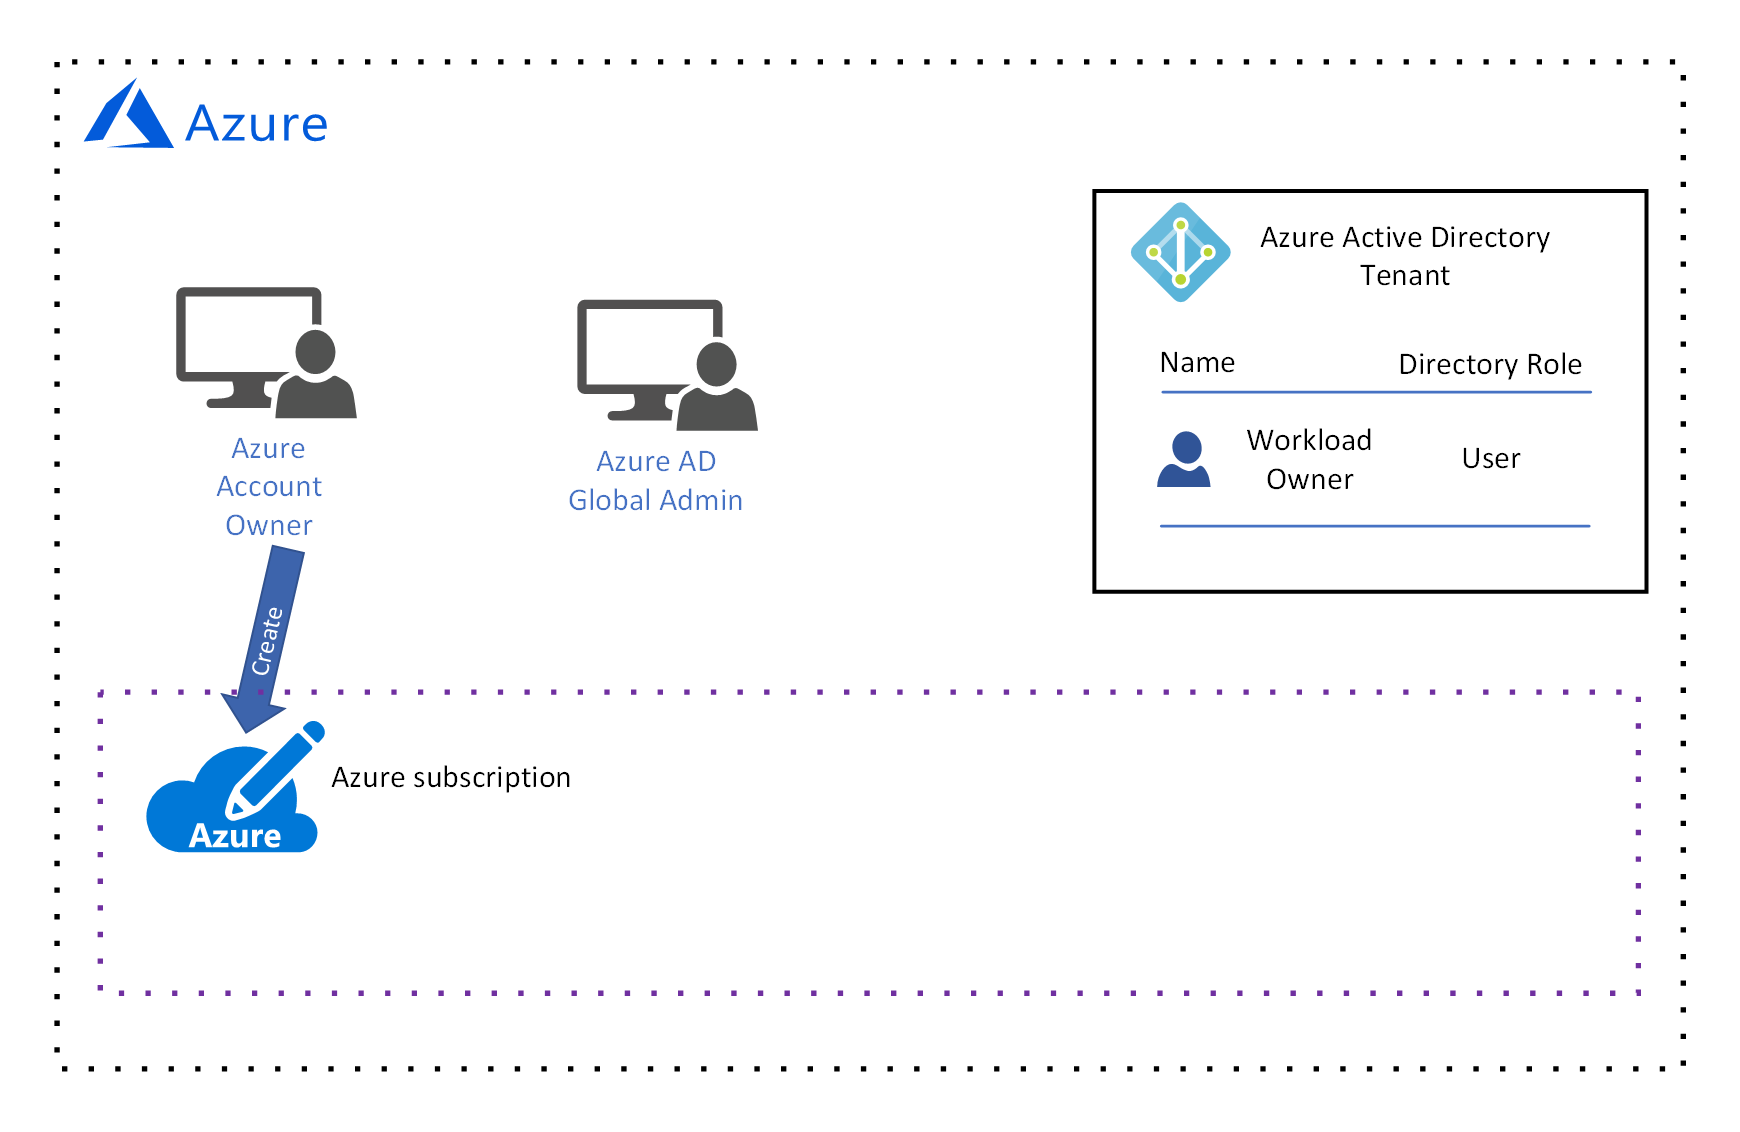 Azure
Azure Active Directory
Tenant
Name Directory Role
Workload
Owner
User
Azure
Account
Owner
Azure AD
Global Admin
Create
Azure subscription
Azure